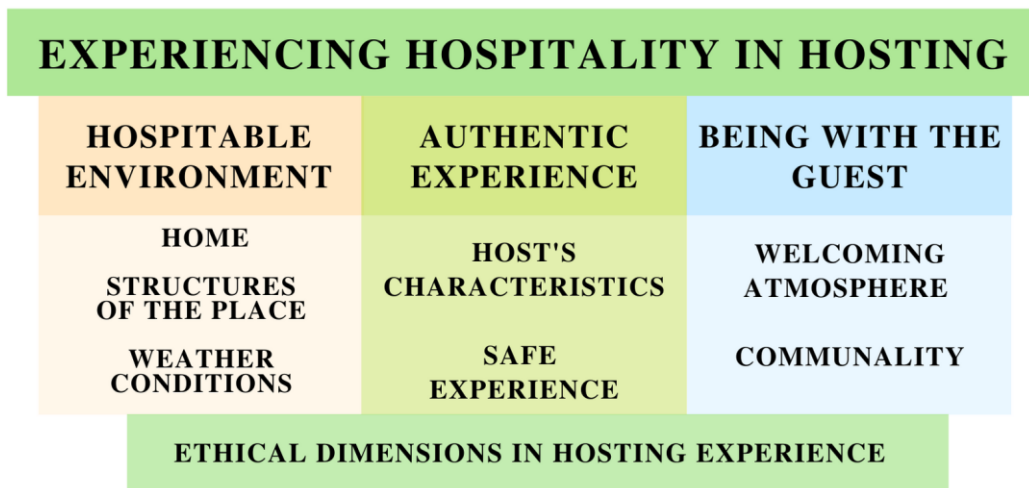 EXPERIENCING HOSPITALITY IN HOSTING
HOSPITABLE
ENVIRONMENT
HOME
STRUCTURES
OF THE PLACE
WEATHER
CONDITIONS
AUTHENTIC
EXPERIENCE
HOST'S
CHARACTERISTICS
SAFE
EXPERIENCE
BEING WITH THE
GUEST
WELCOMING
ATMOSPHERE
COMMUNALITY
ETHICAL DIMENSIONS IN HOSTING EXPERIENCE